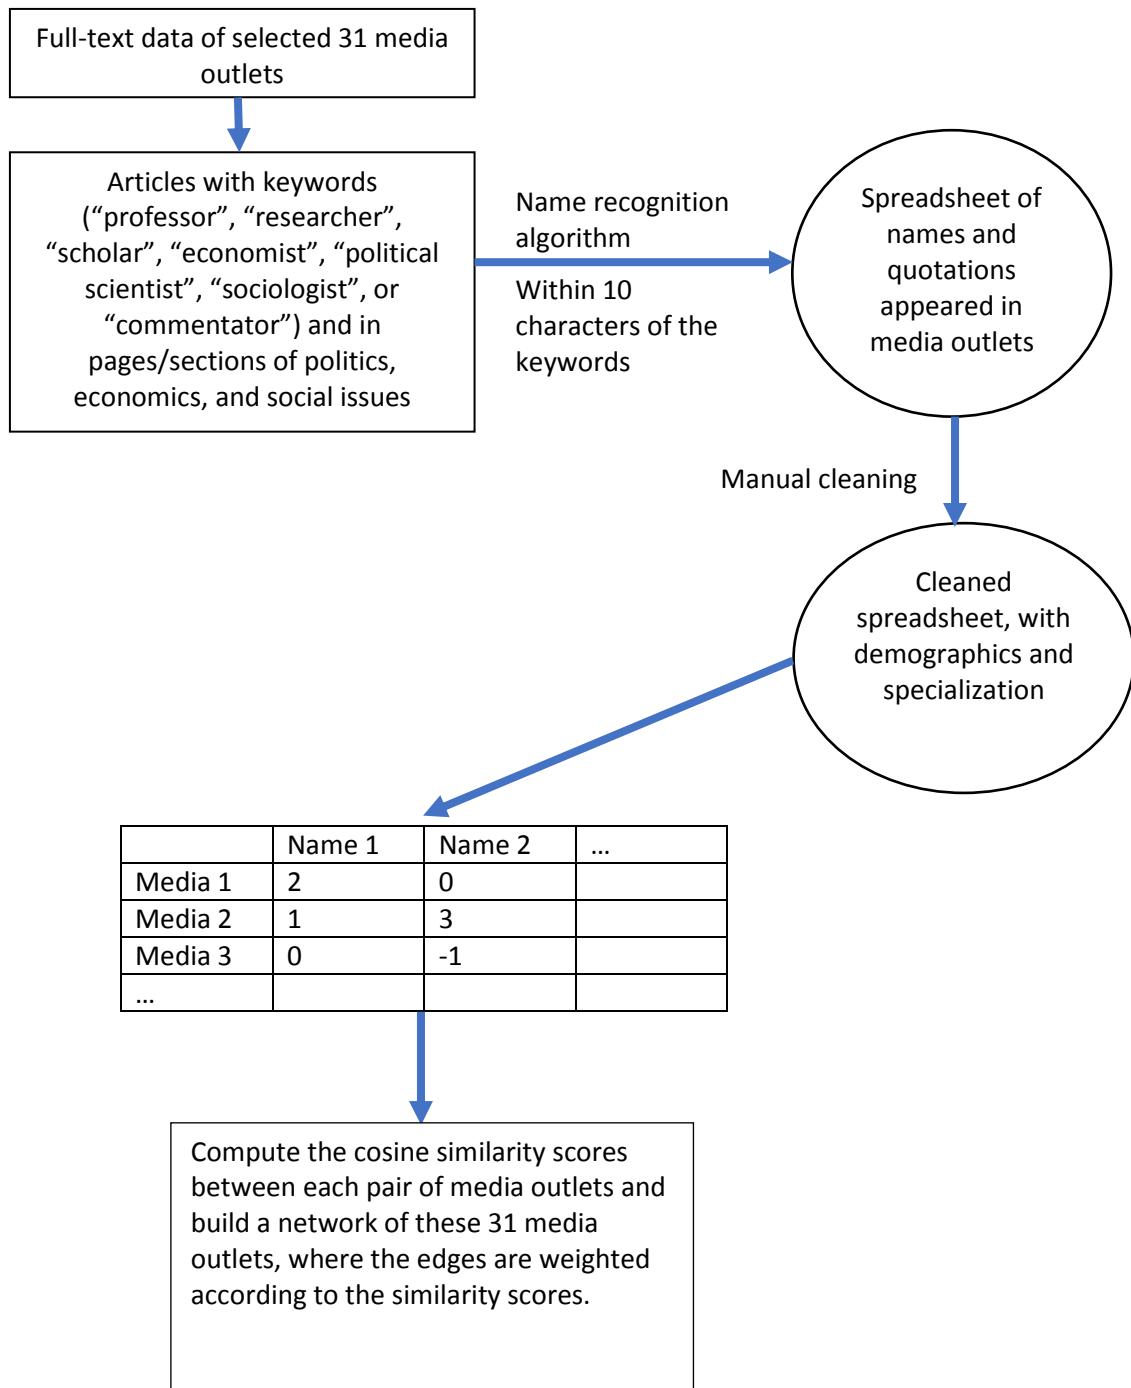 Full-text data of selected 31 media
outlets
Articles with keywords
(“professor”, “researcher”,
“scholar”, “economist”, “political
scientist”, “sociologist”, or
“commentator”) and in
pages/sections of politics,
economics, and social issues
Name recognition
algorithm
Within 10
characters of the
keywords
Spreadsheet of
names and
quotations
appeared in
media outlets
Manual cleaning
Cleaned
spreadsheet, with
demographics and
specialization
Name 1 Name 2 ...
Media 1 2 0
Media 2 1 3
Media 3 0 -1
...
Compute the cosine similarity scores
between each pair of media outlets and
build a network of these 31 media
outlets, where the edges are weighted
according to the similarity scores.